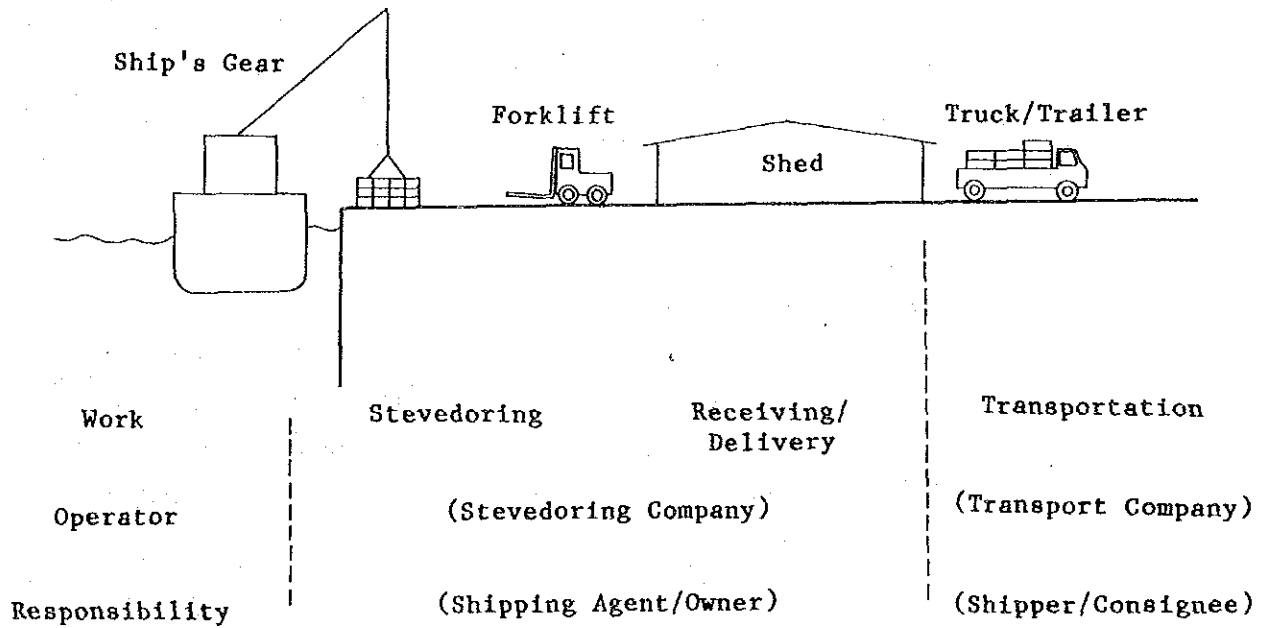 Ship's Gear
Forklift
Truck/Trailer
Shed
Work
Stevedoring
Receiving/
Delivery
Transportation
Operator
(Stevedoring Company)
(Transport Company)
Responsibility
(Shipping Agent/Owner)
(Shipper/Consignee)